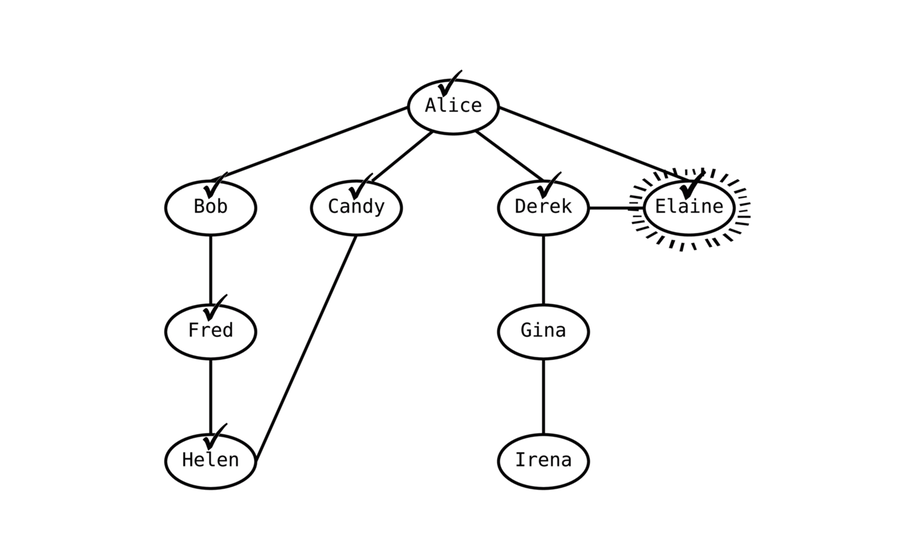 Alice
Bob
Candy
Derek
Elaine
Fred
Gina
Helen
Irena